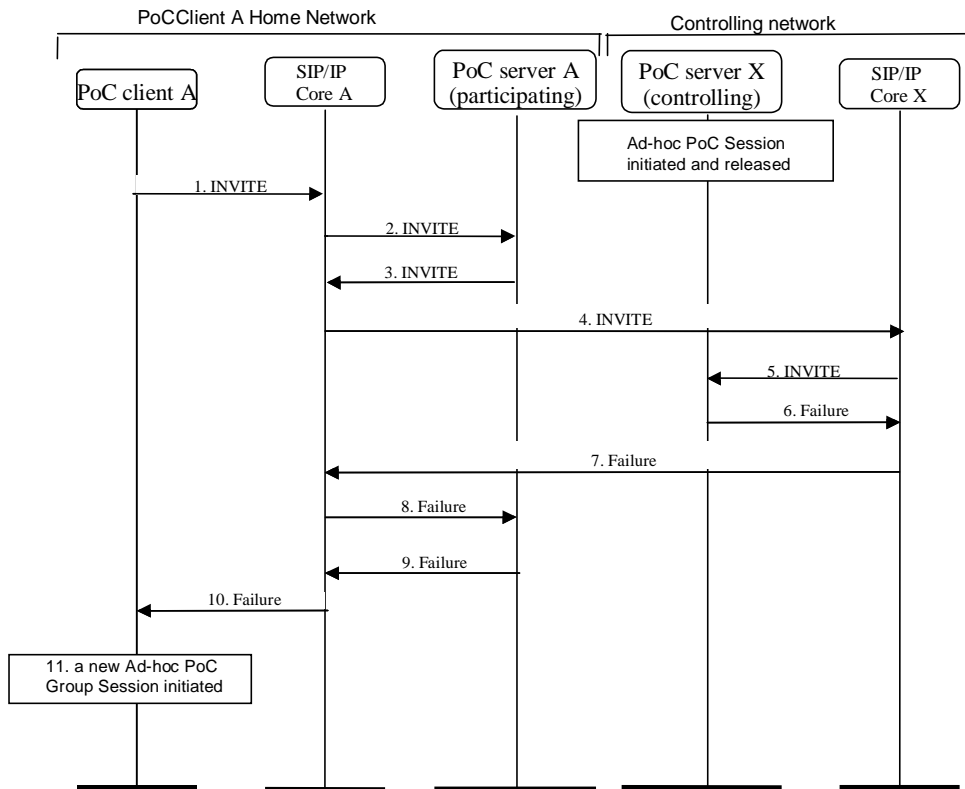 PoCClient A Home Network
Controlling network
PoC client A
SIP/IP
Core A
PoC server A
(participating)
PoC server X
(controlling)
SIP/IP
Core X
Ad-hoc PoC Session
initiated and released
1. INVITE
2. INVITE
3. INVITE
4. INVITE
5. INVITE
6. Failure
7. Failure
8. Failure
9. Failure
10. Failure
11. a new Ad-hoc PoC
Group Session initiated